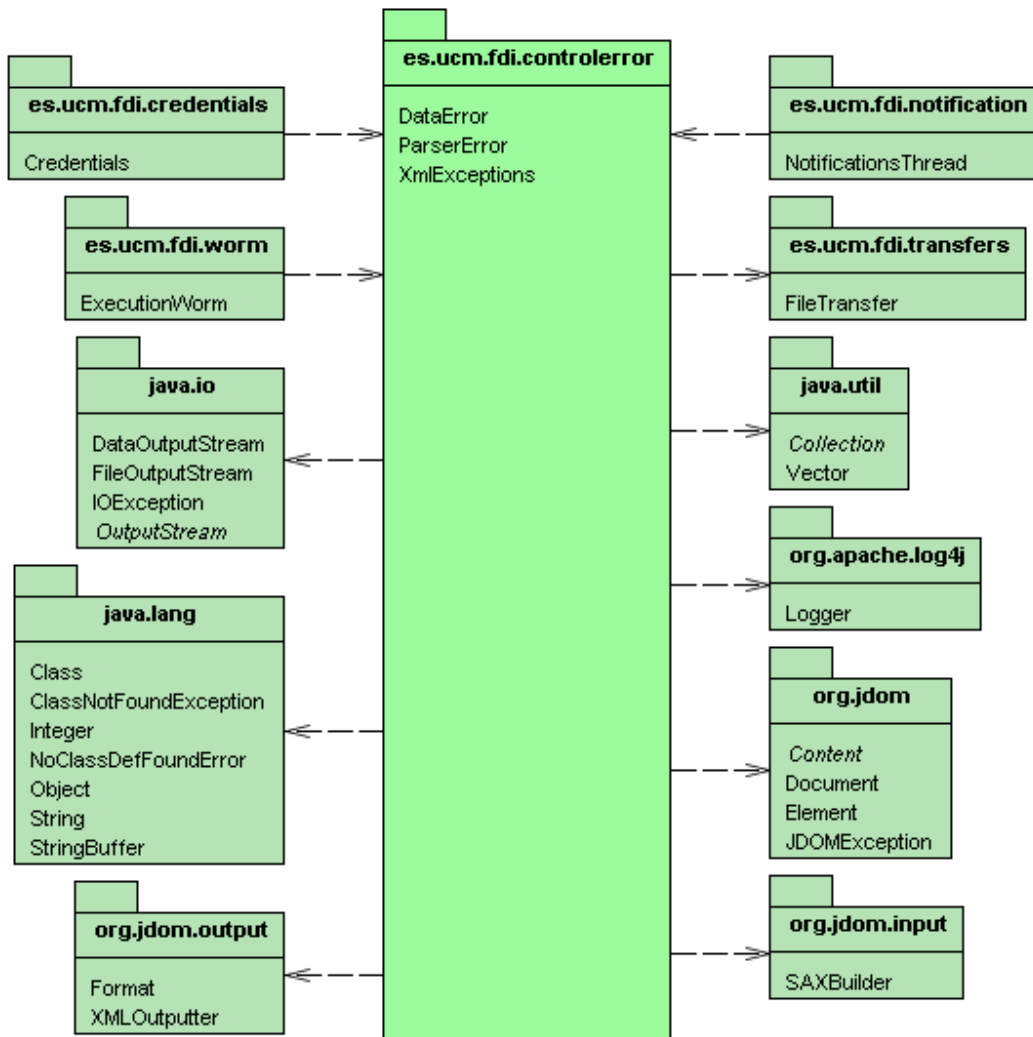 es.ucm.fdi.controlerror
DataError
ParserError
XmlExceptions
es.ucm.fdi.credentials
Credentials
es.ucm.fdi.notification
NotificationsThread
es.ucm.fdi.worm
ExecutionWorm
es.ucm.fdi.transfers
FileTransfer
java.io
DataOutputStream
FileOutputStream
IOException
OutputStream
java.util
Collection
Vector
org.apache.log4j
Logger
java.lang
Class
ClassNotFoundException
Integer
NoClassDefFoundError
Object
String
StringBuffer
org.jdom
Content
Document
Element
JDOMException
org.jdom.output
Format
XMLOutputter
org.jdom.input
SAXBuilder